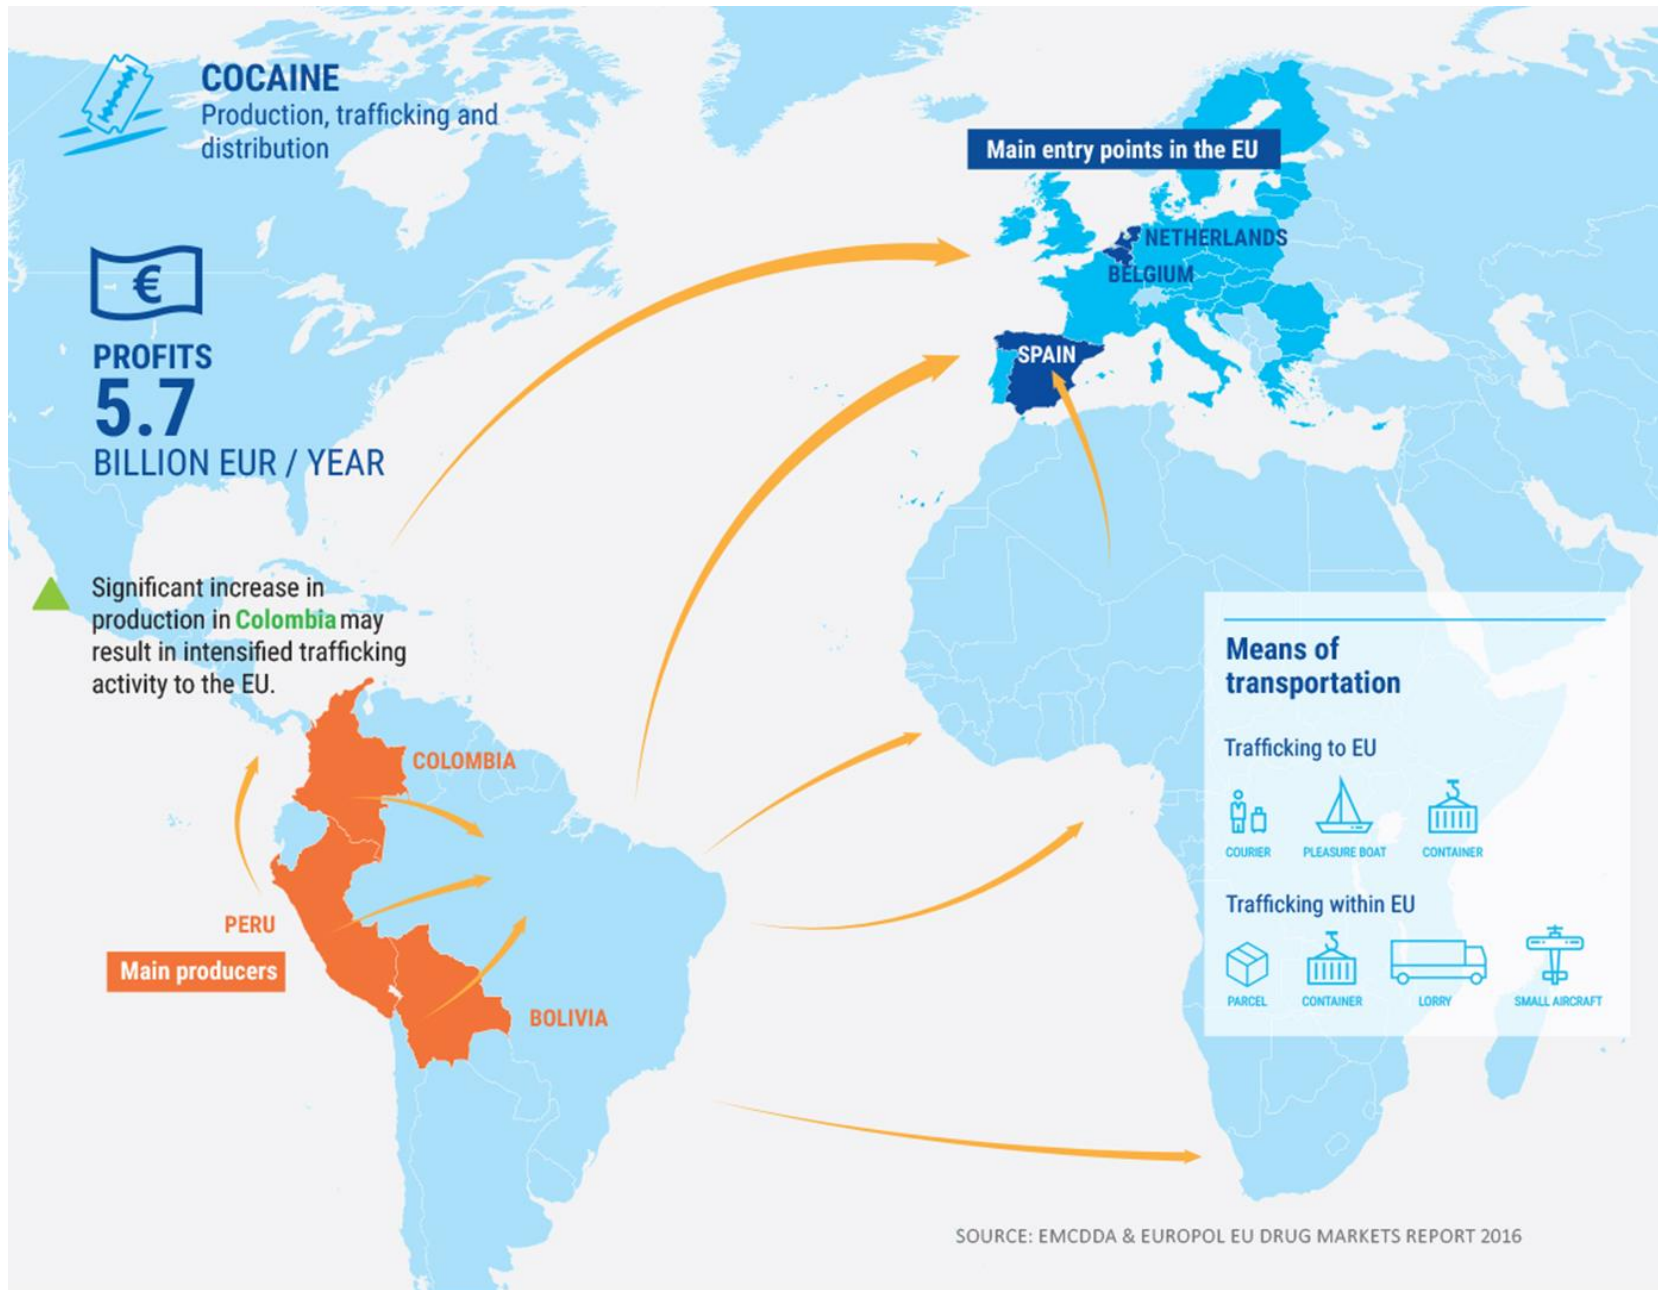 COCAINE
Production, trafficking and
distribution
€
PROFITS
5.7
BILLION EUR / YEAR
Significant increase in
production in Colombia may
result in intensified trafficking
activity to the EU.
COLOMBIA
PERU
Main producers
BOLIVIA
Main entry points in the EU
NETHERLANDS
BELGIUM
SPAIN
Means of
transportation
Trafficking to EU
COURIER
PLEASURE BOAT
CONTAINER
Trafficking within EU
PARCEL
CONTAINER
LORRY
SMALL AIRCRAFT
SOURCE: EMCDDA & EUROPOL EU DRUG MARKETS REPORT 2016